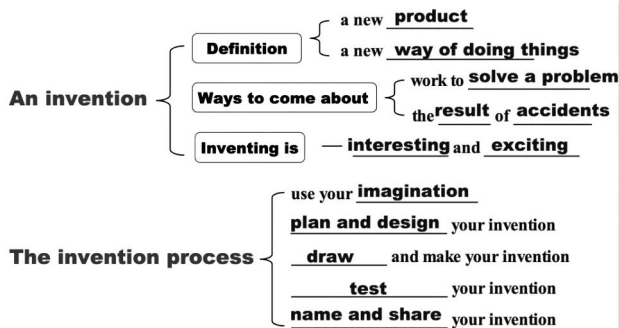 a new product
Definition
a new way of doing things
An invention
work to solve a problem
Ways to come about
the result of accidents
Inventing is — interesting and exciting
use your imagination
plan and design your invention
The invention process
draw and make your invention
test your invention
name and share your invention